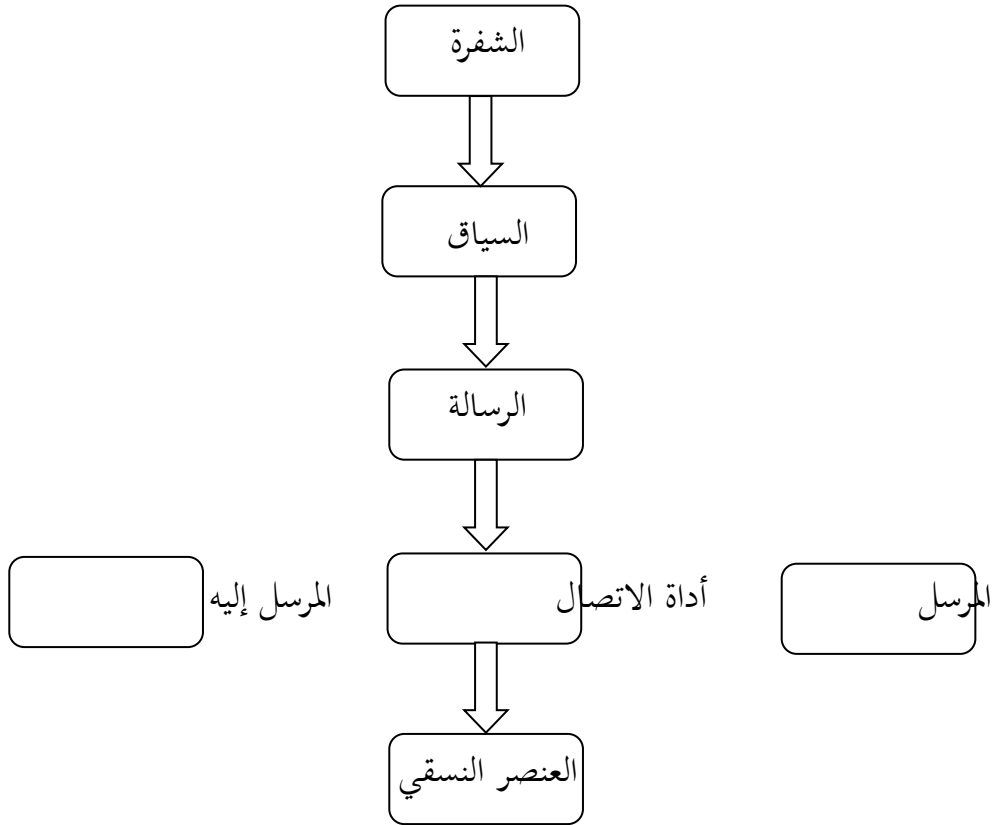 الشفرة
السياق
الرسالة
المرسل أداة الاتصال المرسل إليه
العنصر النسقي